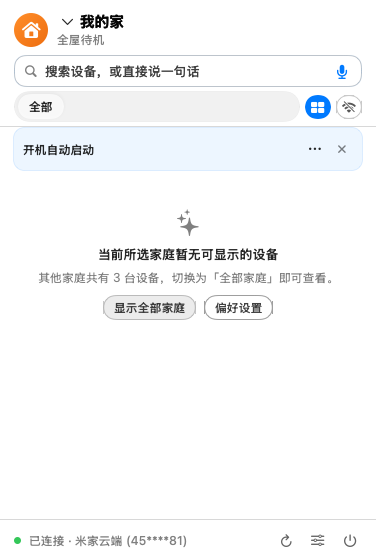 我的家
全屋待机
搜索设备，或直接说一句话
全部
开机自动启动
当前所选家庭暂无可显示的设备
其他家庭共有 3 台设备，切换为「全部家庭」即可查看。
显示全部家庭
偏好设置
已连接 · 米家云端 (45****81)